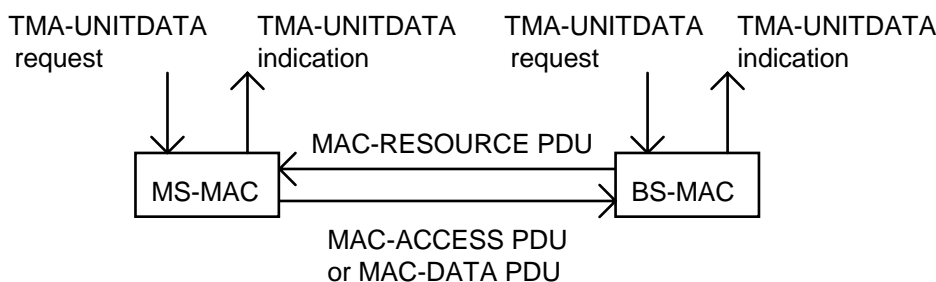 TMA-UNITDATA
request
TMA-UNITDATA
indication
TMA-UNITDATA
request
TMA-UNITDATA
indication
MAC-RESOURCE PDU
MS-MAC
BS-MAC
MAC-ACCESS PDU
or MAC-DATA PDU